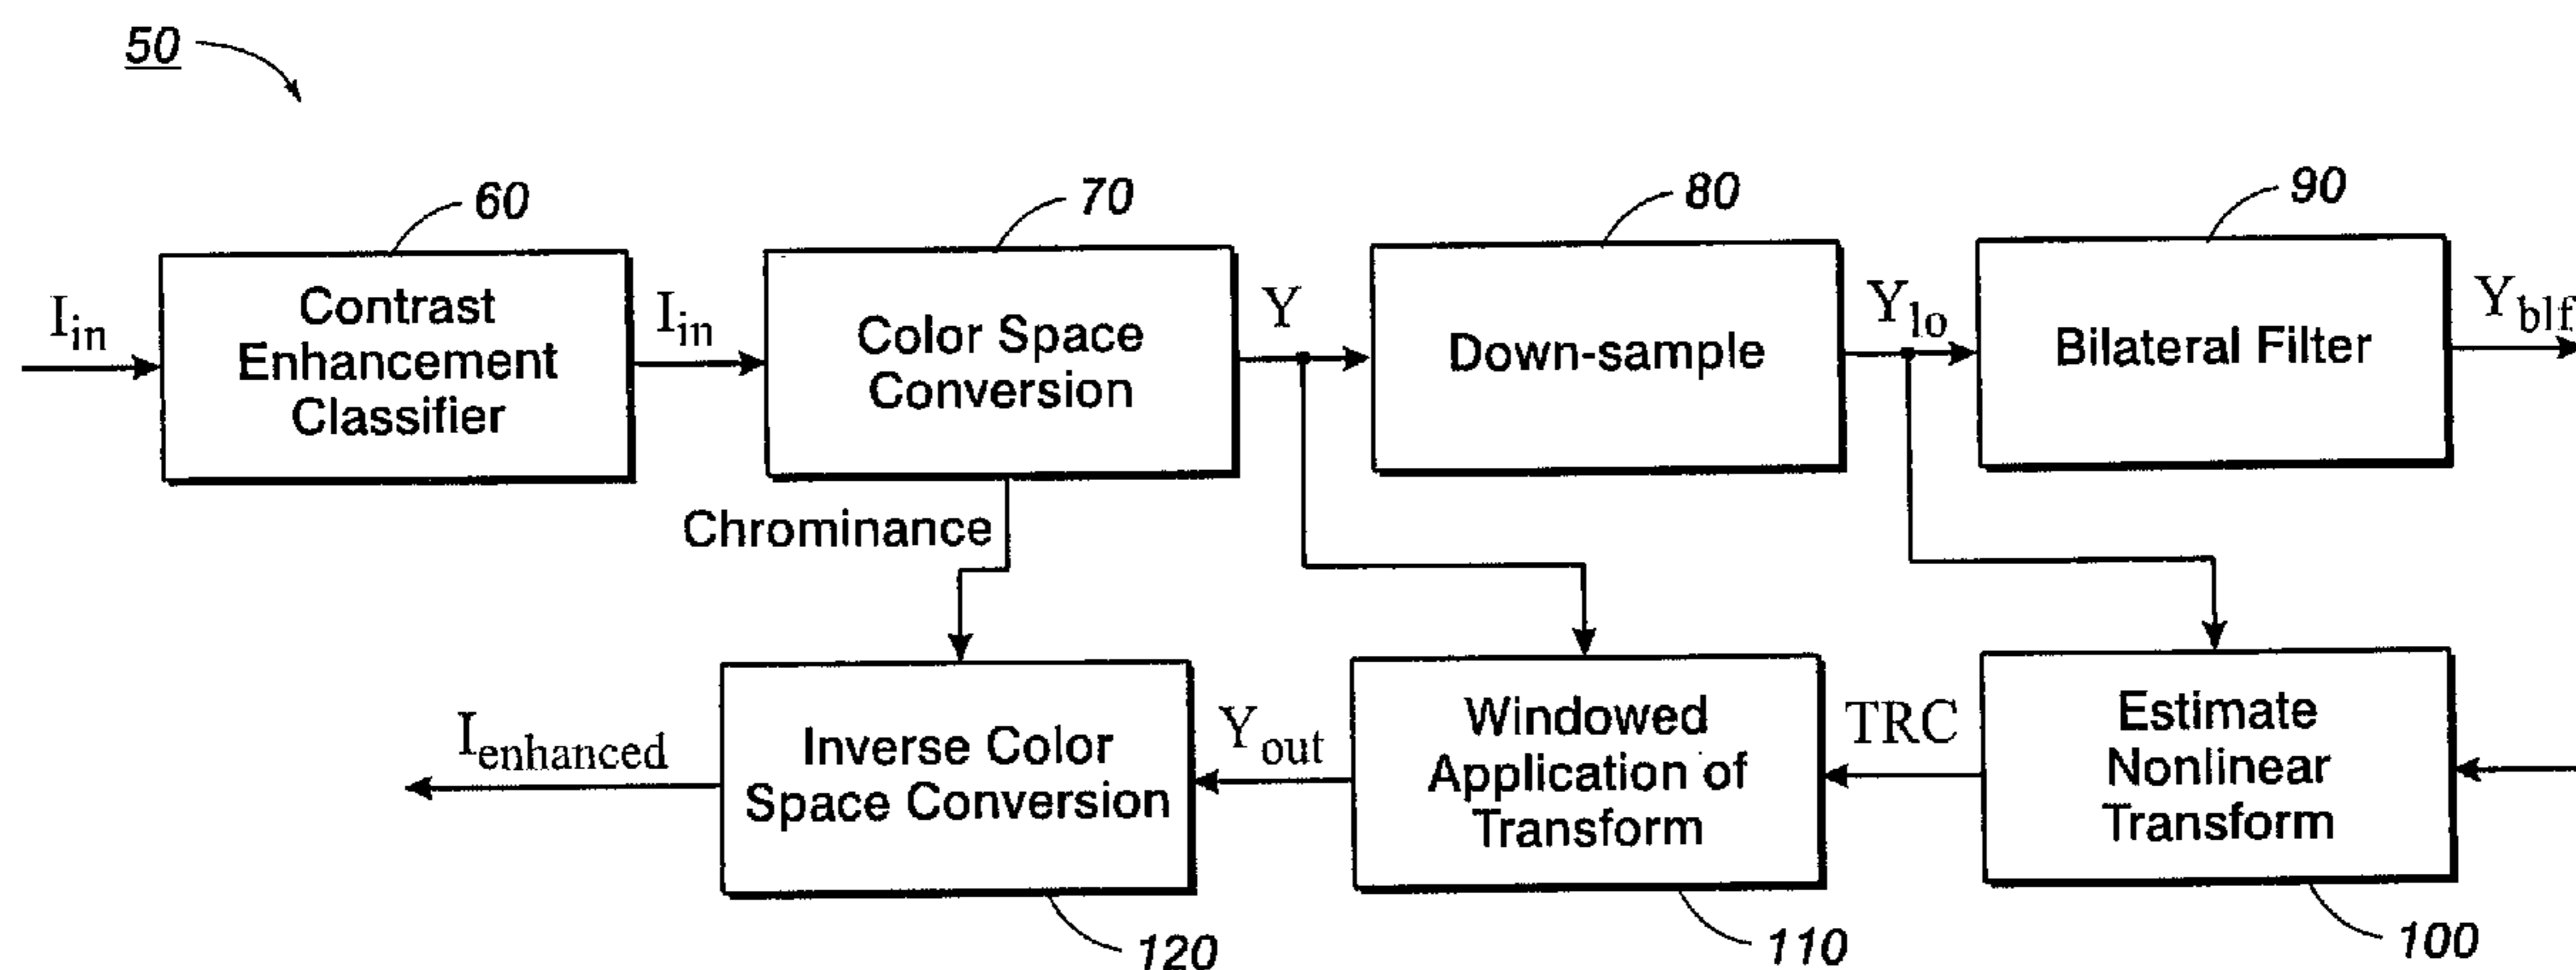 50
60
70
80
90
I_in
Contrast
Enhancement
Classifier
I_in
Color Space
Conversion
Y
Down-sample
Y_lo
Bilateral Filter
Y_blf
Chrominance
I_enhanced
Inverse Color
Space Conversion
Y_out
Windowed
Application of
Transform
TRC
Estimate
Nonlinear
Transform
120
110
100